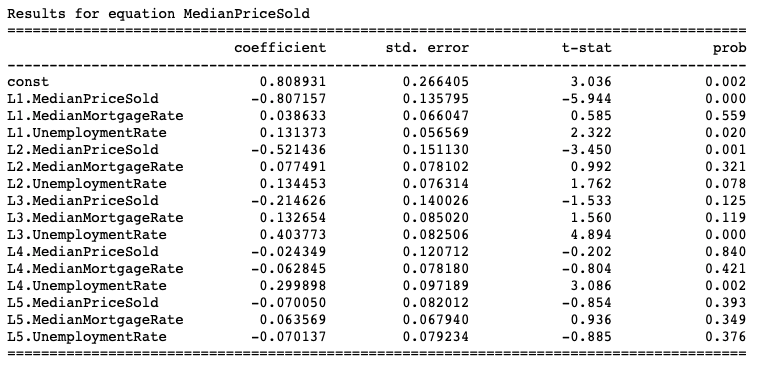 Results for equation MedianPriceSold
==============================================================================
coefficient std. error t-stat prob
------------------------------------------------------------------------------
const 0.808931 0.266405 3.036 0.002
L1.MedianPriceSold -0.807157 0.135795 -5.944 0.000
L1.MedianMortgageRate 0.038633 0.066047 0.585 0.559
L1.UnemploymentRate 0.131373 0.056569 2.322 0.020
L2.MedianPriceSold -0.521436 0.151130 -3.450 0.001
L2.MedianMortgageRate 0.077491 0.078102 0.992 0.321
L2.UnemploymentRate 0.134453 0.076314 1.762 0.078
L3.MedianPriceSold -0.214626 0.140026 -1.533 0.125
L3.MedianMortgageRate 0.132654 0.085020 1.560 0.119
L3.UnemploymentRate 0.403773 0.082506 4.894 0.000
L4.MedianPriceSold -0.024349 0.120712 -0.202 0.840
L4.MedianMortgageRate -0.062845 0.078180 -0.804 0.421
L4.UnemploymentRate 0.299898 0.097189 3.086 0.002
L5.MedianPriceSold -0.070050 0.082012 -0.854 0.393
L5.MedianMortgageRate 0.063569 0.067940 0.936 0.349
L5.UnemploymentRate -0.070137 0.079234 -0.885 0.376
==============================================================================